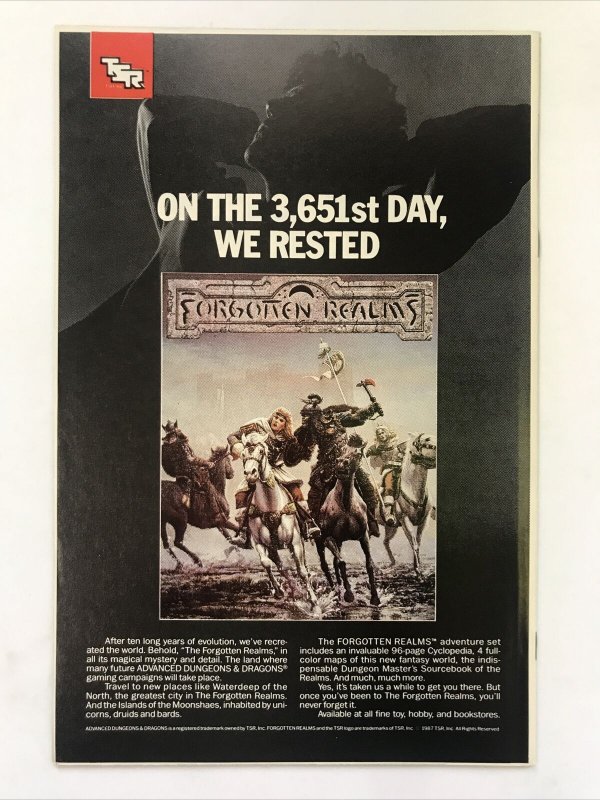 TSR™
ON THE 3,651st DAY,
WE RESTED
FORGOTTEN REALMS
After ten long years of evolution, we've recre-
ated the world. Behold, "The Forgotten Realms," in
all its magical mystery and detail. The land where
many future ADVANCED DUNGEONS & DRAGONS®
gaming campaigns will take place.
Travel to new places like Waterdeep of the
North, the greatest city in The Forgotten Realms.
And the Islands of the Moonshaes, inhabited by uni-
corns, druids and bards.
The FORGOTTEN REALMS™ adventure set
includes an invaluable 96-page Cyclopedia, 4 full-
color maps of this new fantasy world, the indis-
pensable Dungeon Master's Sourcebook of the
Realms. And much, much more.
Yes, it's taken us a while to get you there. But
once you've been to The Forgotten Realms, you'll
never forget it.
Available at all fine toy, hobby, and bookstores.
ADVANCED DUNGEONS & DRAGONS is a registered trademark owned by TSR, Inc. FORGOTTEN REALMS and the TSR logo are trademarks of TSR, Inc. 1987 TSR, Inc. All Rights Reserved